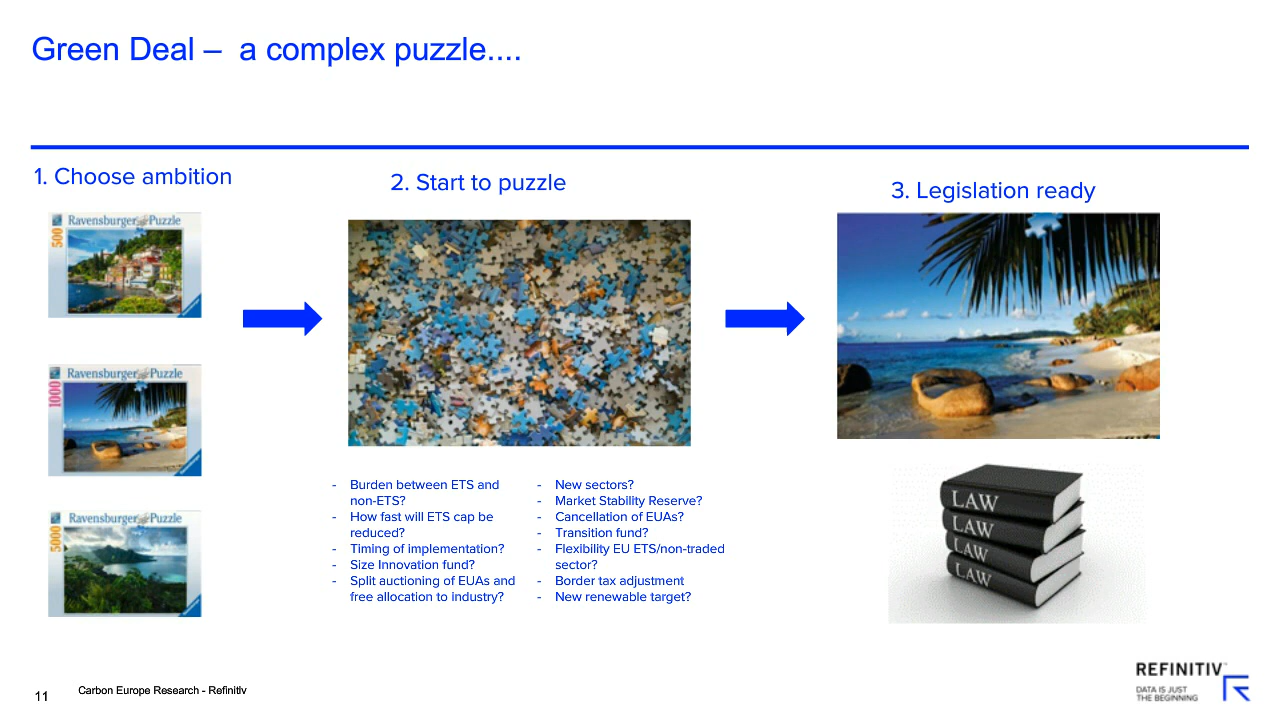 Green Deal –  a complex puzzle....
1. Choose ambition
2. Start to puzzle
3. Legislation ready
Ravensburger Puzzle
500
Ravensburger Puzzle
1000
Ravensburger Puzzle
5000
- Burden between ETS and
non-ETS?
- How fast will ETS cap be
reduced?
- Timing of implementation?
- Size Innovation fund?
- Split auctioning of EUAs and
free allocation to industry?
- New sectors?
- Market Stability Reserve?
- Cancellation of EUAs?
- Transition fund?
- Flexibility EU ETS/non-traded
sector?
- Border tax adjustment
- New renewable target?
LAW
LAW
LAW
LAW
11
Carbon Europe Research - Refinitiv
REFINITIV™
DATA IS JUST
THE BEGINNING